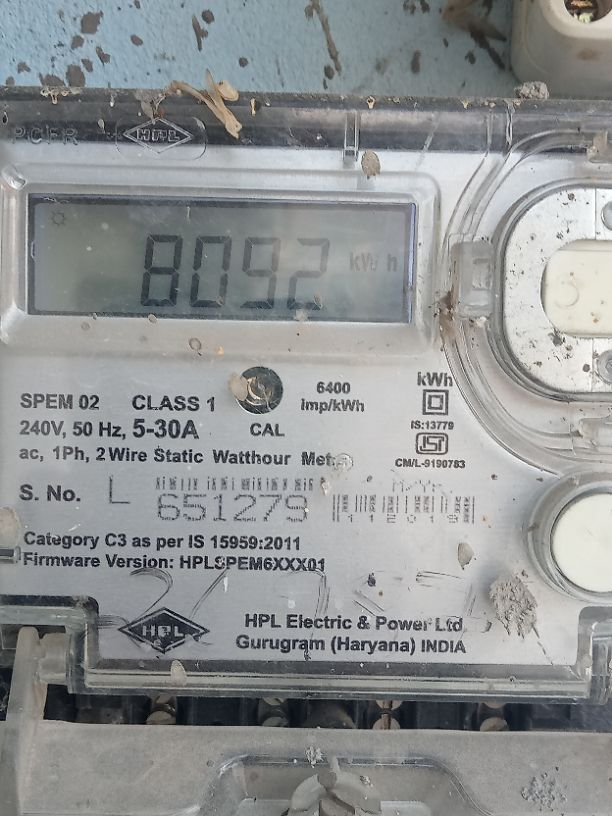 HPL
8092 kWh
SPEM 02 CLASS 1
6400
imp/kWh
kWh
240V, 50 Hz, 5-30A
CAL
IS:13779
ac, 1Ph, 2 Wire Static Watthour Meter
CM/L-9190783
S. No. L 651279
M/Yr.
Category C3 as per IS 15959:2011
Firmware Version: HPLSPEM6XXX01
HPL
HPL Electric & Power Ltd.
Gurugram (Haryana) INDIA